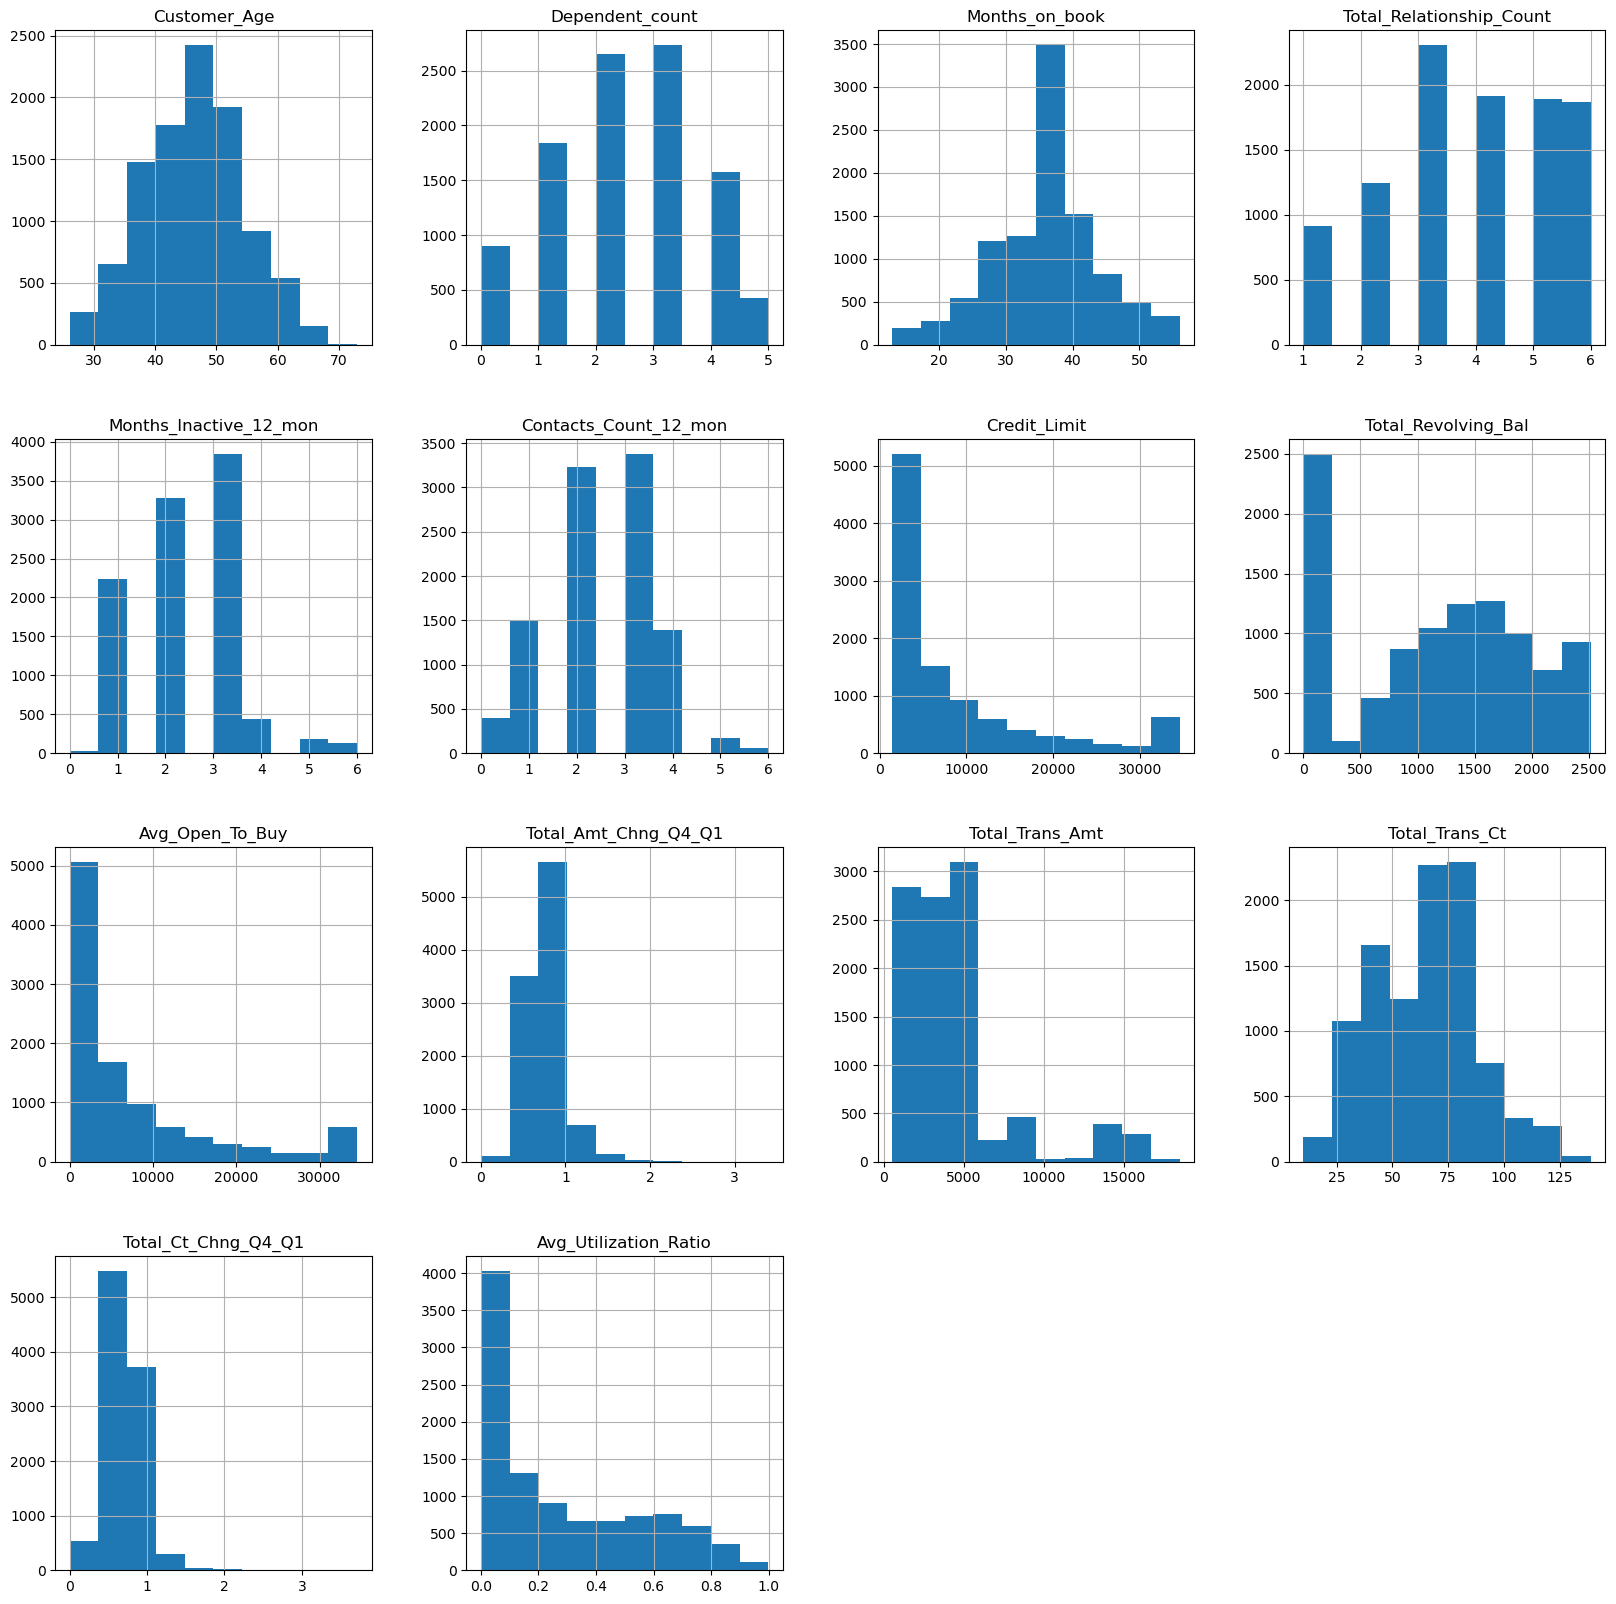 Customer_Age Dependent_count Months_on_book Total_Relationship_Count
2500 2000 1500 1000 500 0
30 40 50 60 70
2500 2000 1500 1000 500 0
0 1 2 3 4 5
3500 3000 2500 2000 1500 1000 500 0
20 30 40 50
2000 1500 1000 500 0
1 2 3 4 5 6
Months_Inactive_12_mon Contacts_Count_12_mon Credit_Limit Total_Revolving_Bal
4000 3500 3000 2500 2000 1500 1000 500 0
0 1 2 3 4 5 6
3500 3000 2500 2000 1500 1000 500 0
0 1 2 3 4 5 6
5000 4000 3000 2000 1000 0
0 10000 20000 30000
2500 2000 1500 1000 500 0
0 500 1000 1500 2000 2500
Avg_Open_To_Buy Total_Amt_Chng_Q4_Q1 Total_Trans_Amt Total_Trans_Ct
5000 4000 3000 2000 1000 0
0 10000 20000 30000
5000 4000 3000 2000 1000 0
0 1 2 3
3000 2500 2000 1500 1000 500 0
0 5000 10000 15000
2000 1500 1000 500 0
25 50 75 100 125
Total_Ct_Chng_Q4_Q1 Avg_Utilization_Ratio
5000 4000 3000 2000 1000 0
0 1 2 3
4000 3500 3000 2500 2000 1500 1000 500 0
0.0 0.2 0.4 0.6 0.8 1.0